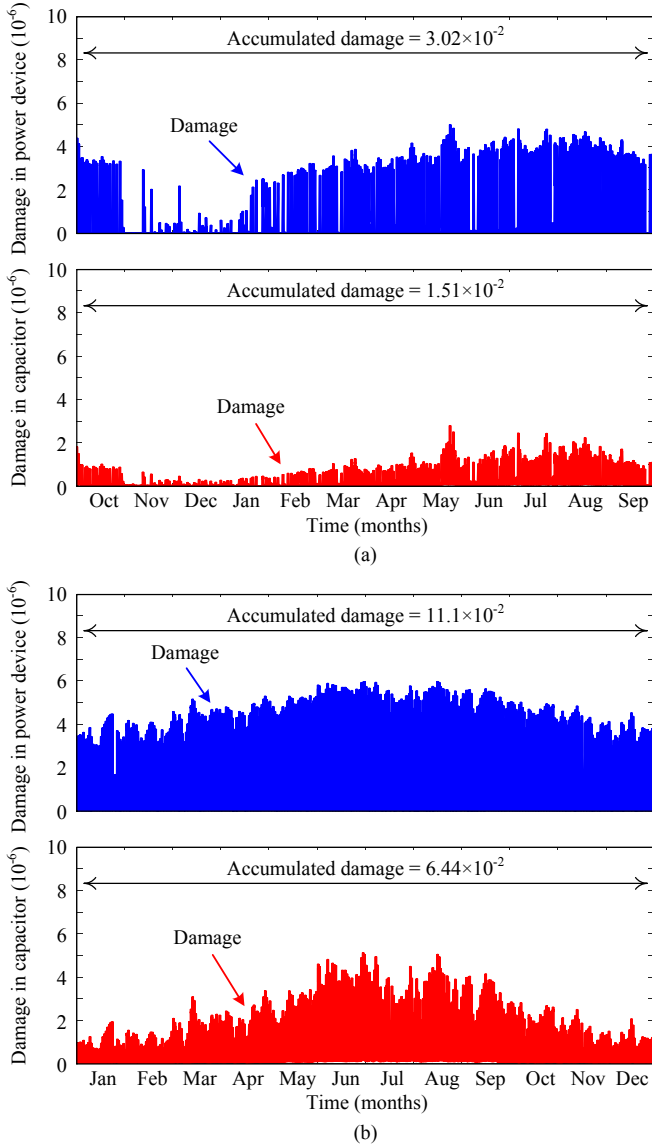 Damage in power device (10⁻⁶)
10
8
6
4
2
0
Accumulated damage = 3.02×10⁻²
Damage
Damage in capacitor (10⁻⁶)
10
8
6
4
2
0
Accumulated damage = 1.51×10⁻²
Damage
Oct Nov Dec Jan Feb Mar Apr May Jun Jul Aug Sep
Time (months)
(a)
Damage in power device (10⁻⁶)
10
8
6
4
2
0
Accumulated damage = 11.1×10⁻²
Damage
Damage in capacitor (10⁻⁶)
10
8
6
4
2
0
Accumulated damage = 6.44×10⁻²
Damage
Jan Feb Mar Apr May Jun Jul Aug Sep Oct Nov Dec
Time (months)
(b)